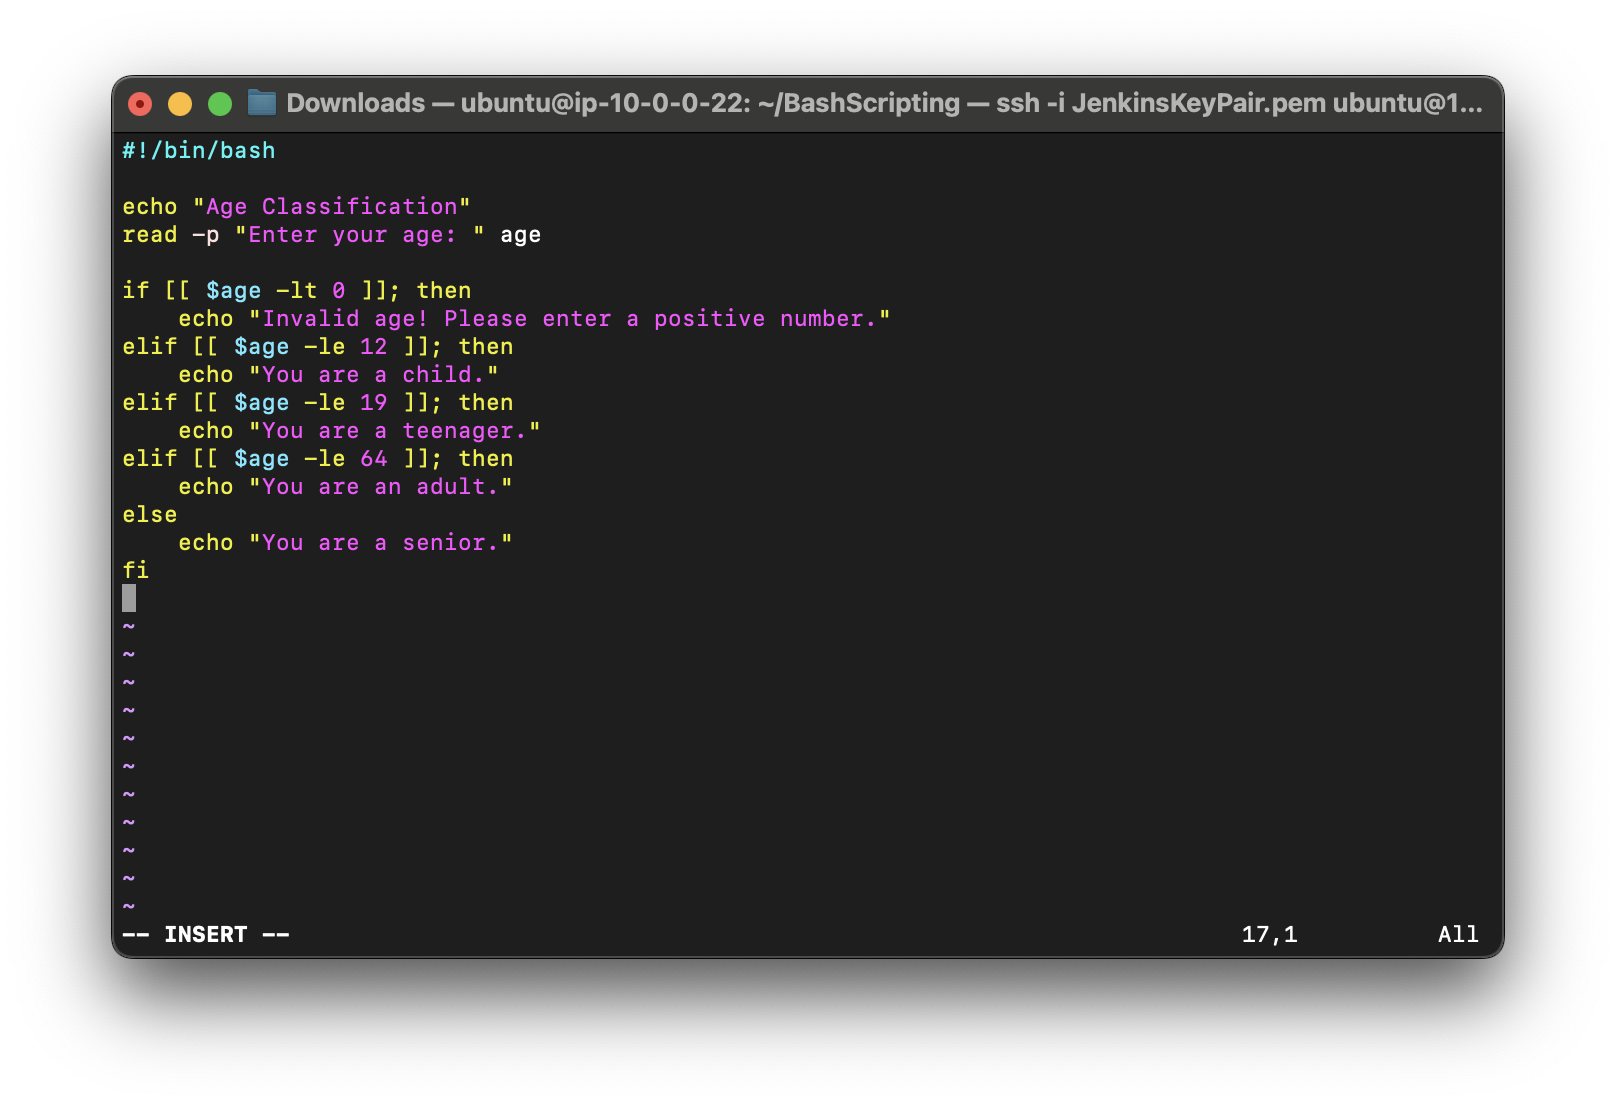 Downloads — ubuntu@ip-10-0-0-22: ~/BashScripting — ssh -i JenkinsKeyPair.pem ubuntu@1...
#!/bin/bash

echo "Age Classification"
read -p "Enter your age: " age

if [[ $age -lt 0 ]]; then
    echo "Invalid age! Please enter a positive number."
elif [[ $age -le 12 ]]; then
    echo "You are a child."
elif [[ $age -le 19 ]]; then
    echo "You are a teenager."
elif [[ $age -le 64 ]]; then
    echo "You are an adult."
else
    echo "You are a senior."
fi

~
~
~
~
~
~
~
~
~
~
~
-- INSERT -- 17,1 All